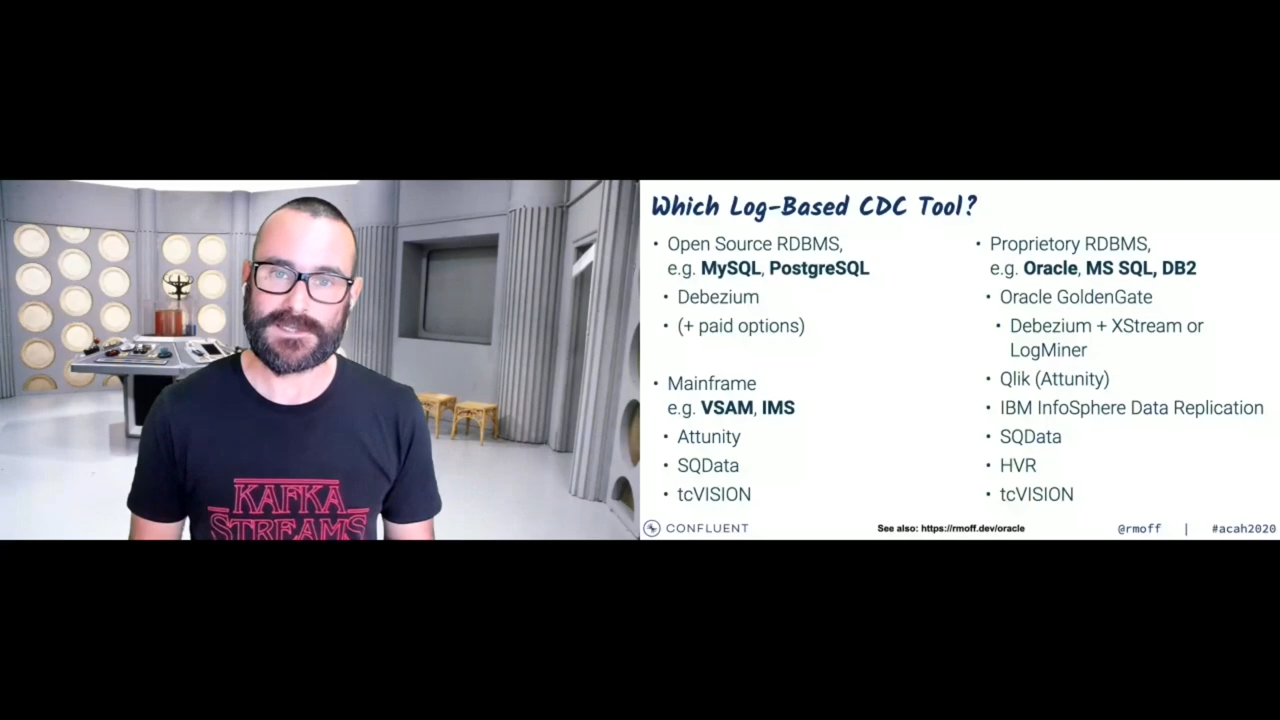 KAFKA
STREAMS
Which Log-Based CDC Tool?
• Open Source RDBMS,
e.g. MySQL, PostgreSQL
• Debezium
• (+ paid options)
• Mainframe
e.g. VSAM, IMS
• Attunity
• SQData
• tcVISION
• Proprietory RDBMS,
e.g. Oracle, MS SQL, DB2
• Oracle GoldenGate
• Debezium + XStream or
LogMiner
• Qlik (Attunity)
• IBM InfoSphere Data Replication
• SQData
• HVR
• tcVISION
CONFLUENT
See also: https://rmoff.dev/oracle
@rmoff | #acah2020